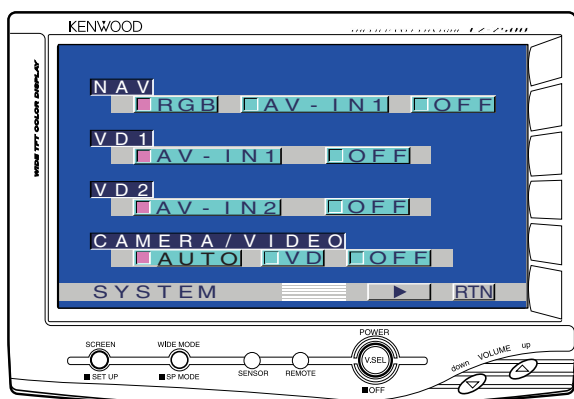 KENWOOD
WIDE TFT COLOR DISPLAY
NAV
RGB AV-IN1 OFF
VD1
AV-IN1 OFF
VD2
AV-IN2 OFF
CAMERA/VIDEO
AUTO VD OFF
SYSTEM ► RTN
SCREEN WIDE MODE POWER
V.SEL
down VOLUME up
■SET UP ■SP MODE SENSOR REMOTE ■OFF